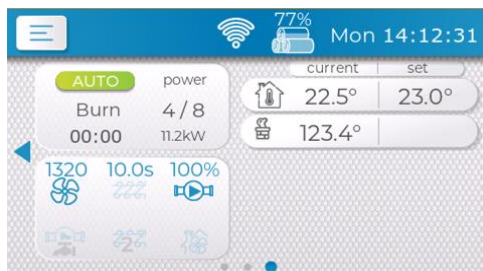 77%
Mon 14:12:31
current set
AUTO power
22.5° 23.0°
Burn 4 / 8
00:00 11.2kW
123.4°
1320 10.0s 100%
2